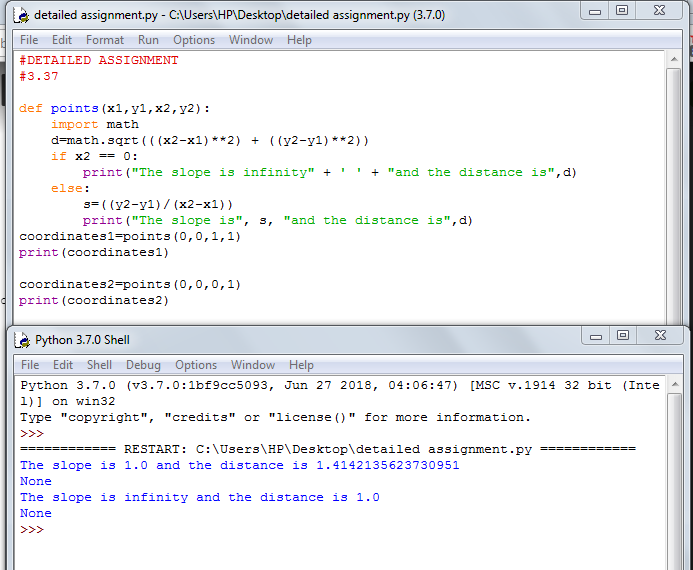 detailed assignment.py - C:\Users\HP\Desktop\detailed assignment.py (3.7.0)
File Edit Format Run Options Window Help
#DETAILED ASSIGNMENT
#3.37

def points(x1,y1,x2,y2):
    import math
    d=math.sqrt(((x2-x1)**2) + ((y2-y1)**2))
    if x2 == 0:
        print("The slope is infinity" + ' ' + "and the distance is",d)
    else:
        s=((y2-y1)/(x2-x1))
        print("The slope is", s, "and the distance is",d)
coordinates1=points(0,0,1,1)
print(coordinates1)

coordinates2=points(0,0,0,1)
print(coordinates2)
Python 3.7.0 Shell
File Edit Shell Debug Options Window Help
Python 3.7.0 (v3.7.0:1bf9cc5093, Jun 27 2018, 04:06:47) [MSC v.1914 32 bit (Inte
l)] on win32
Type "copyright", "credits" or "license()" for more information.
>>>
============ RESTART: C:\Users\HP\Desktop\detailed assignment.py ============
The slope is 1.0 and the distance is 1.4142135623730951
None
The slope is infinity and the distance is 1.0
None
>>>